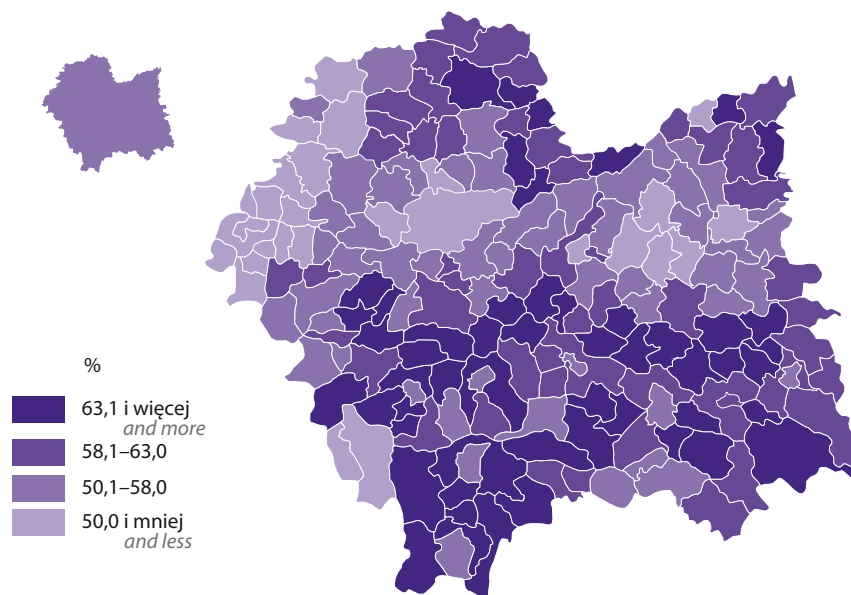 %
63,1 i więcej
and more
58,1–63,0
50,1–58,0
50,0 i mniej
and less